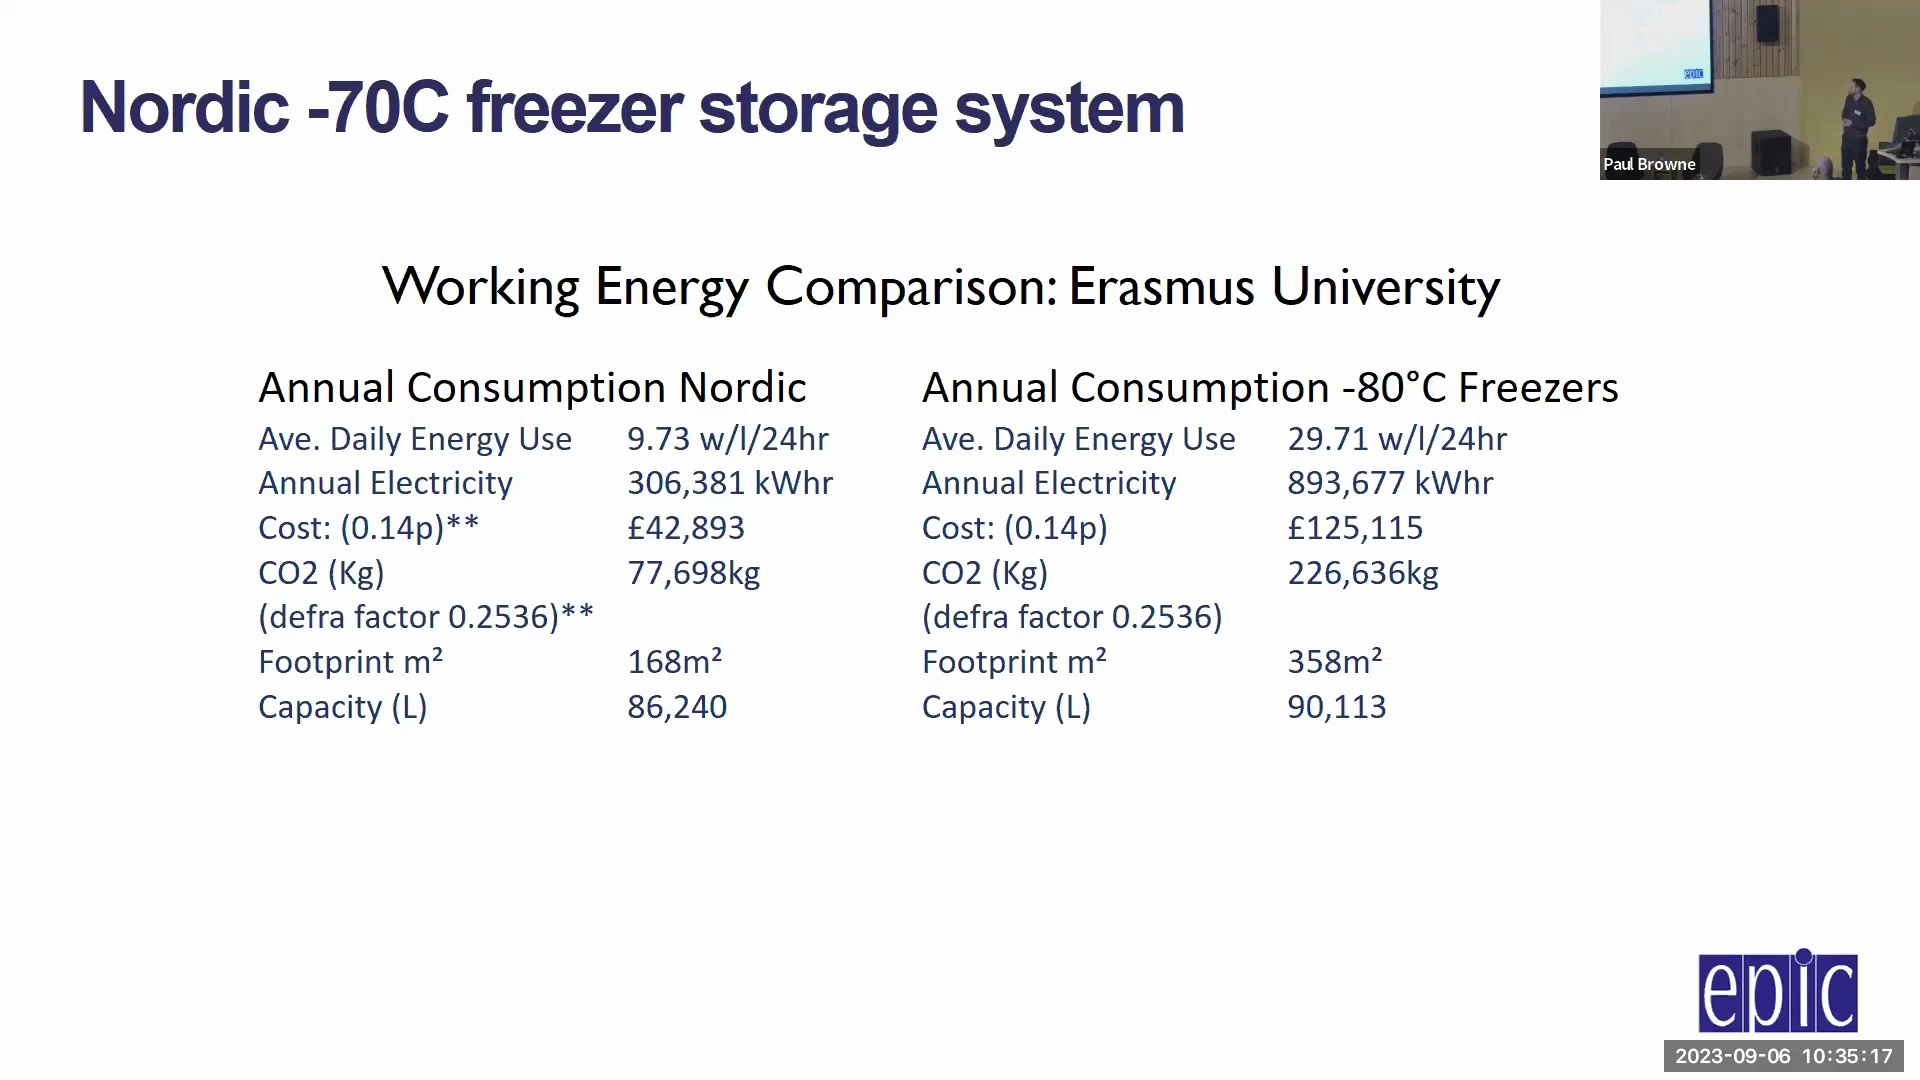 Nordic -70C freezer storage system
epic
Paul Browne
Working Energy Comparison: Erasmus University
Annual Consumption Nordic
Ave. Daily Energy Use 9.73 w/l/24hr
Annual Electricity 306,381 kWhr
Cost: (0.14p)** £42,893
CO2 (Kg) 77,698kg
(defra factor 0.2536)**
Footprint m² 168m²
Capacity (L) 86,240
Annual Consumption -80°C Freezers
Ave. Daily Energy Use 29.71 w/l/24hr
Annual Electricity 893,677 kWhr
Cost: (0.14p) £125,115
CO2 (Kg) 226,636kg
(defra factor 0.2536)
Footprint m² 358m²
Capacity (L) 90,113
epic
2023-09-06 10:35:17